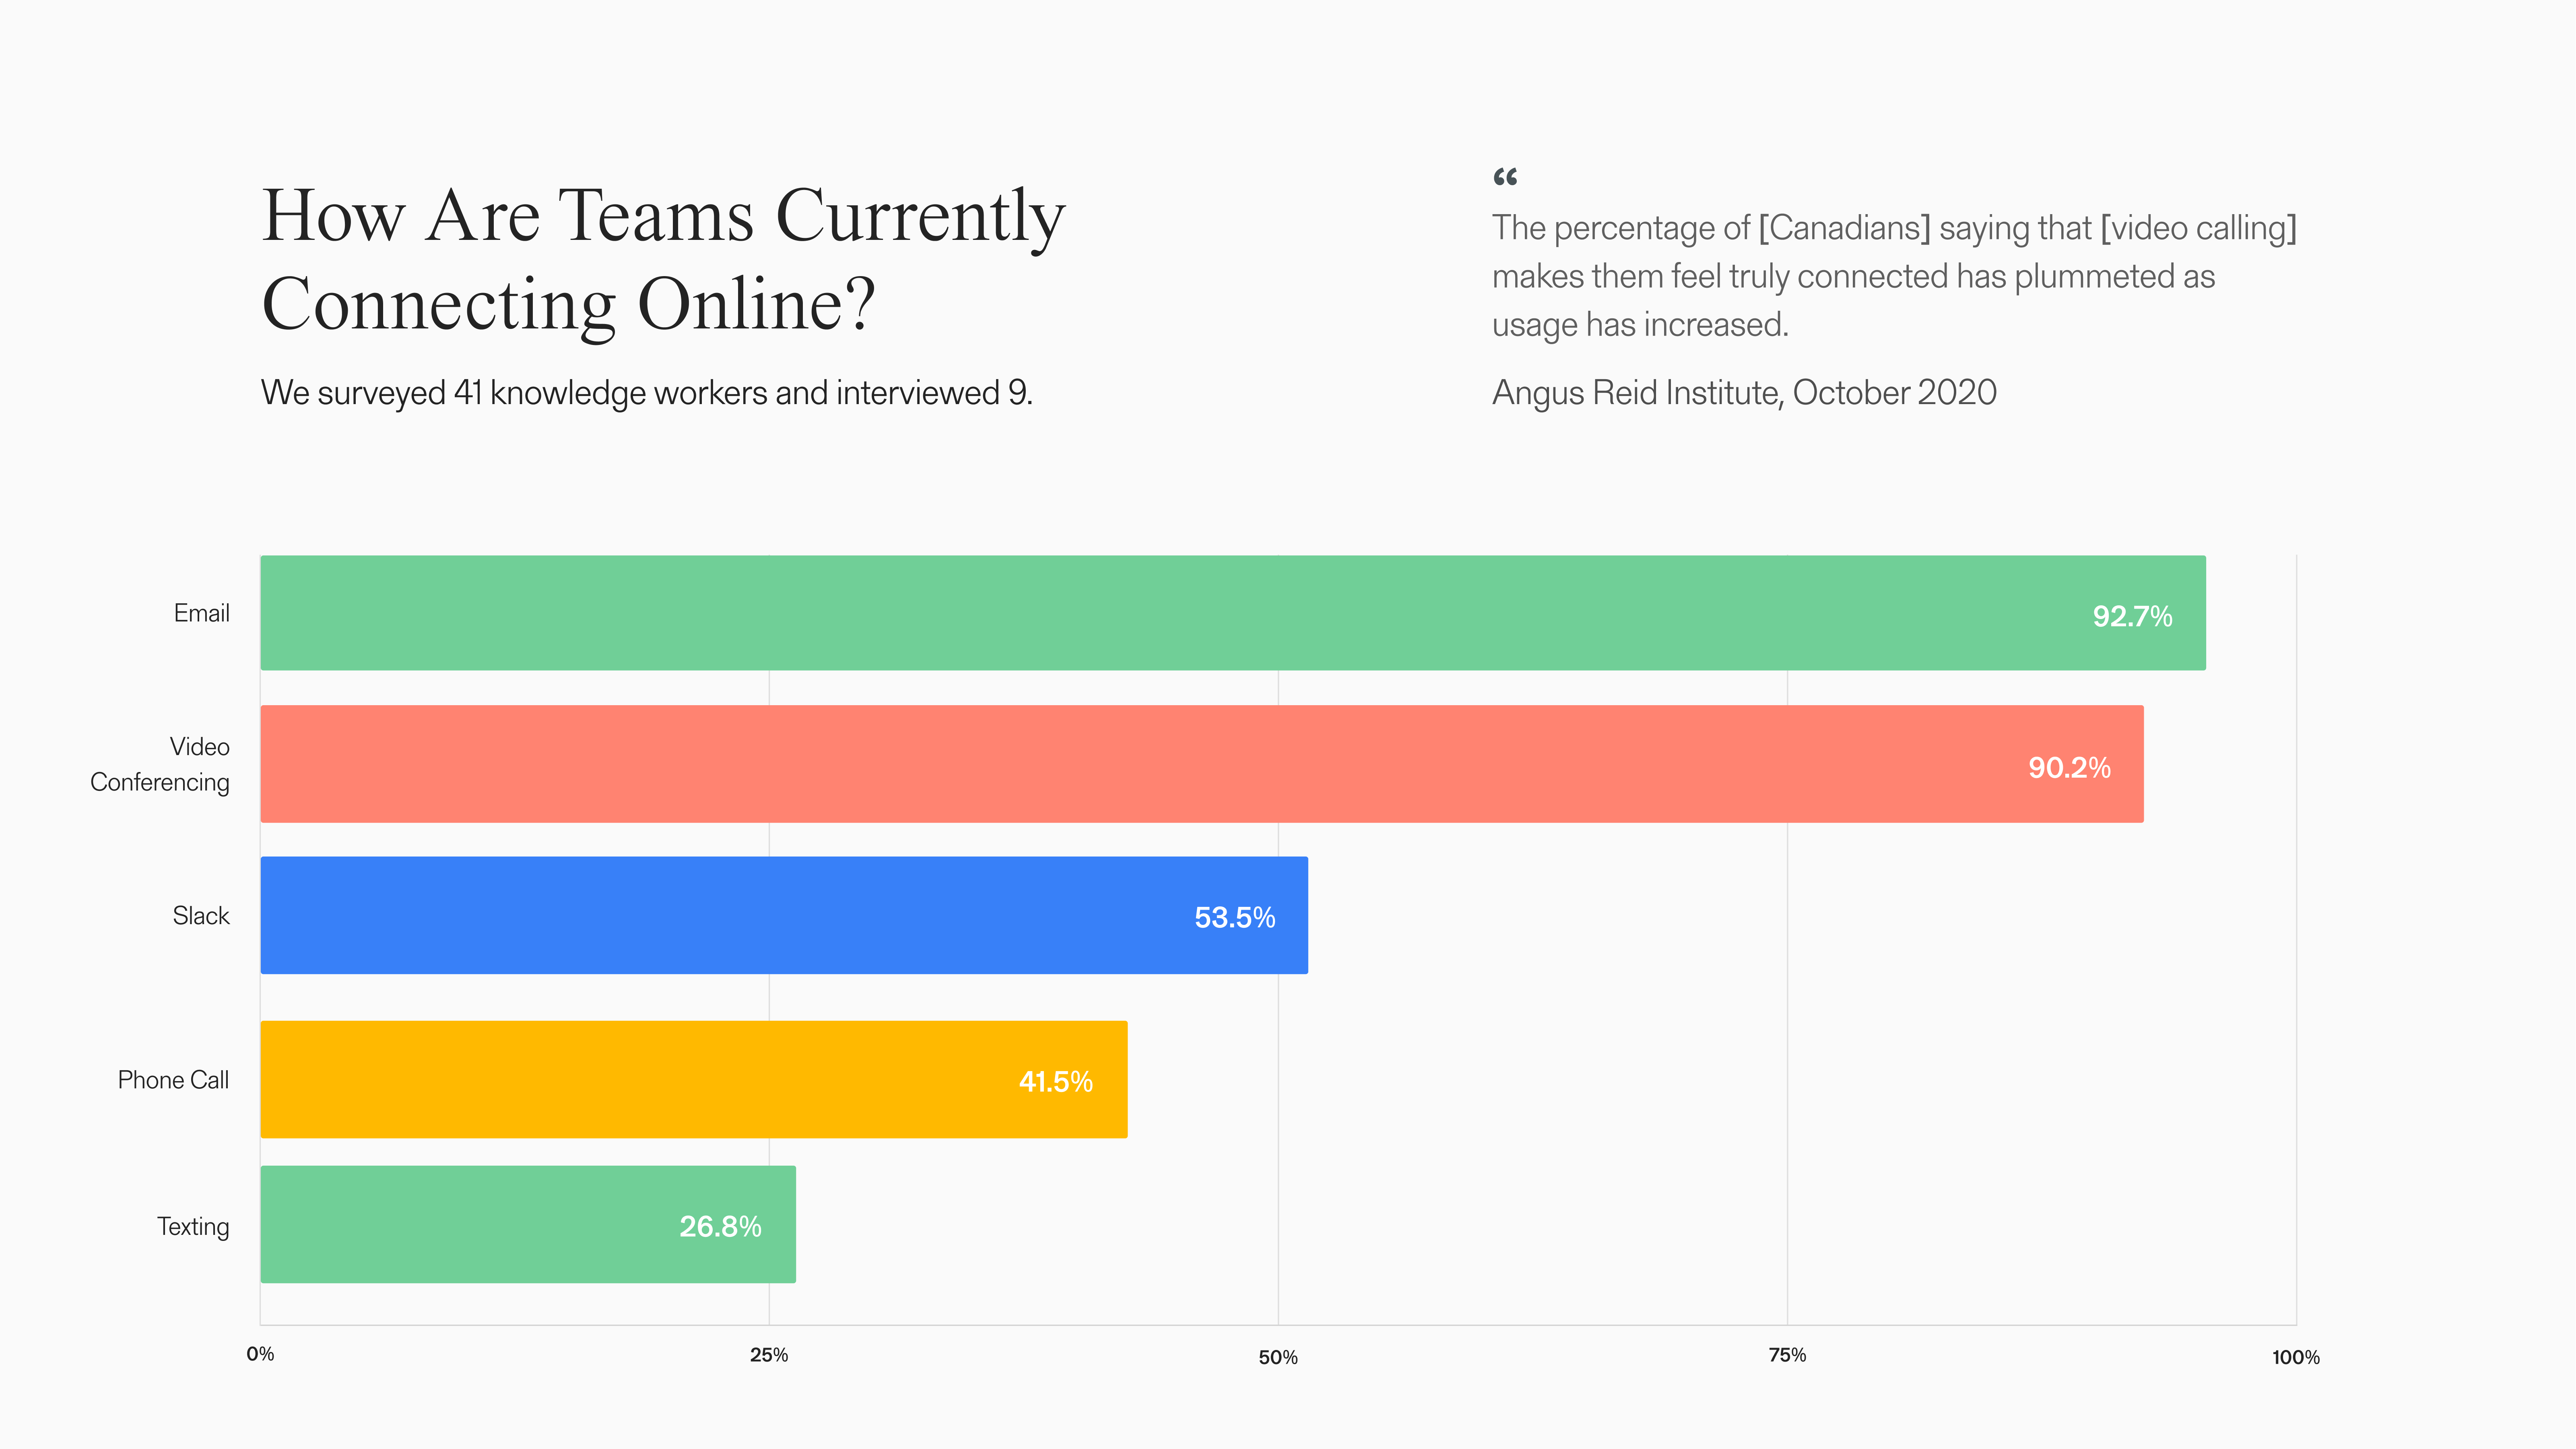 How Are Teams Currently
Connecting Online?
We surveyed 41 knowledge workers and interviewed 9.
“
The percentage of [Canadians] saying that [video calling]
makes them feel truly connected has plummeted as
usage has increased.
Angus Reid Institute, October 2020
Email
92.7%
Video
Conferencing
90.2%
Slack
53.5%
Phone Call
41.5%
Texting
26.8%
0%
25%
50%
75%
100%